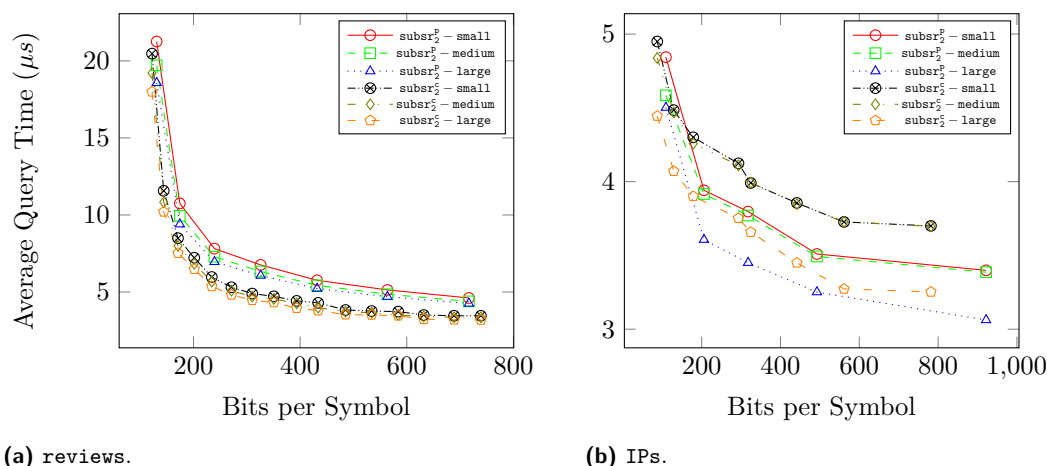 Average Query Time (μs)
20
15
10
5
200
400
600
800
Bits per Symbol
subsr₂ᵖ−small
subsr₂ᵖ−medium
subsr₂ᵖ−large
subsr₂ᶜ−small
subsr₂ᶜ−medium
subsr₂ᶜ−large
5
4
3
200
400
600
800
1,000
Bits per Symbol
subsr₂ᵖ−small
subsr₂ᵖ−medium
subsr₂ᵖ−large
subsr₂ᶜ−small
subsr₂ᶜ−medium
subsr₂ᶜ−large
(a) reviews.
(b) IPs.